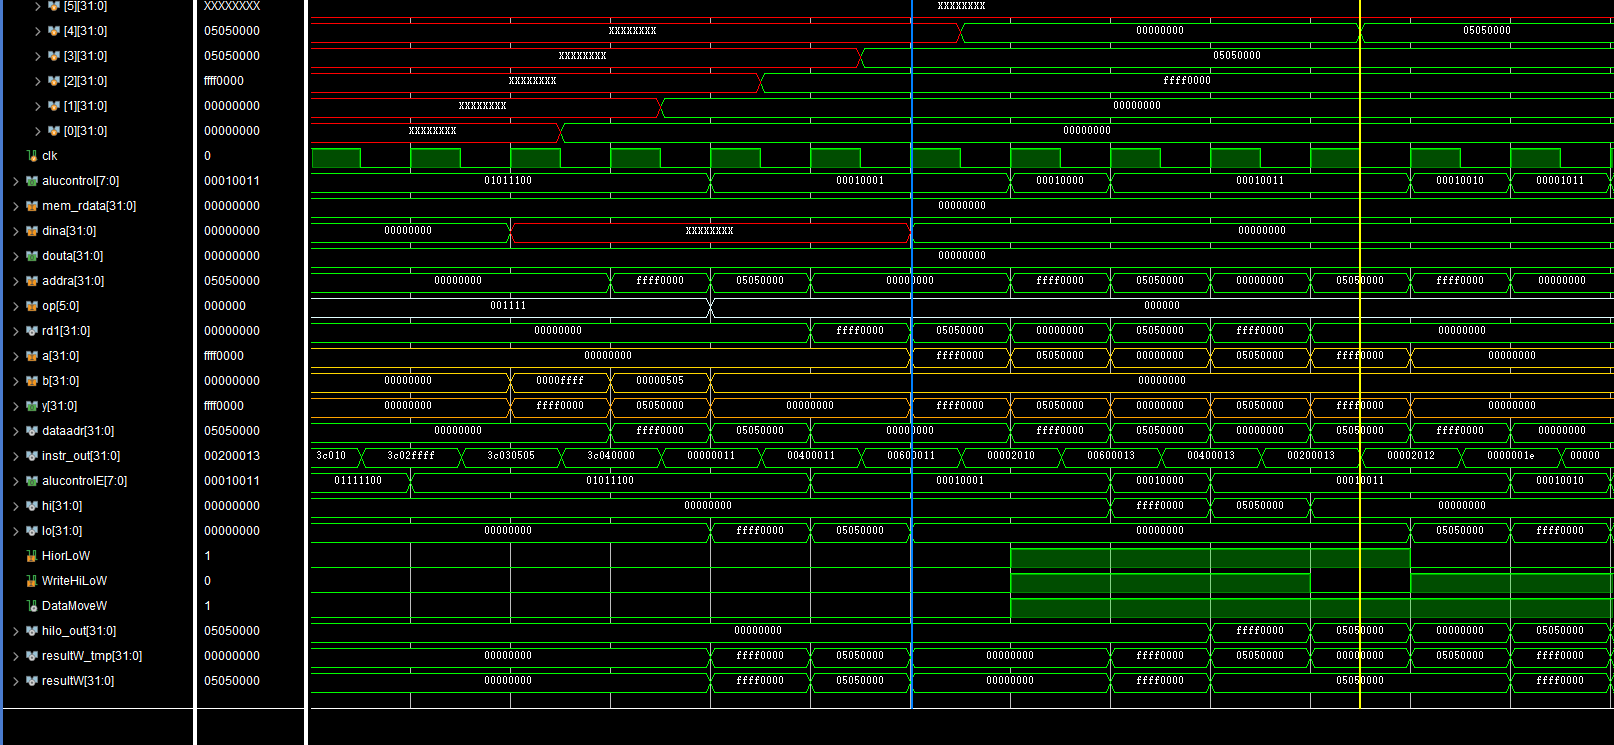 [5][31:0] XXXXXXXX XXXXXXXX
[4][31:0] 05050000 XXXXXXXX 00000000 05050000
[3][31:0] 05050000 XXXXXXXX 05050000
[2][31:0] ffff0000 XXXXXXXX ffff0000
[1][31:0] 00000000 XXXXXXXX 00000000
[0][31:0] 00000000 XXXXXXXX 00000000
clk 0
alucontrol[7:0] 00010011 01011100 00010001 00010000 00010011 00010010 00001011
mem_rdata[31:0] 00000000 00000000
dina[31:0] 00000000 00000000 XXXXXXXX 00000000
douta[31:0] 00000000 00000000
addra[31:0] 05050000 00000000 ffff0000 05050000 00000000 ffff0000 05050000 00000000 05050000 ffff0000 00000000
op[5:0] 000000 001111 000000
rd1[31:0] 00000000 00000000 ffff0000 05050000 00000000 05050000 ffff0000 00000000
a[31:0] ffff0000 00000000 ffff0000 05050000 00000000 05050000 ffff0000 00000000
b[31:0] 00000000 00000000 0000ffff 00000505 00000000
y[31:0] ffff0000 00000000 ffff0000 05050000 00000000 ffff0000 05050000 00000000 05050000 ffff0000 00000000
dataadr[31:0] 05050000 00000000 ffff0000 05050000 00000000 ffff0000 05050000 00000000 05050000 ffff0000 00000000
instr_out[31:0] 00200013 3c010 3c02ffff 3c030505 3c040000 00000011 00400011 00600011 00002010 00600013 00400013 00200013 00002012 0000001e 00000
alucontrolE[7:0] 00010011 01111100 01011100 00010001 00010000 00010011 00010010
hi[31:0] 00000000 00000000 ffff0000 05050000 00000000
lo[31:0] 00000000 00000000 ffff0000 05050000 00000000 05050000 ffff0000
HiorLoW 1
WriteHiLoW 0
DataMoveW 1
hilo_out[31:0] 05050000 00000000 ffff0000 05050000 00000000 05050000
resultW_tmp[31:0] 00000000 00000000 ffff0000 05050000 00000000 ffff0000 05050000 00000000 05050000 ffff0000
resultW[31:0] 05050000 00000000 ffff0000 05050000 00000000 ffff0000 05050000 ffff0000